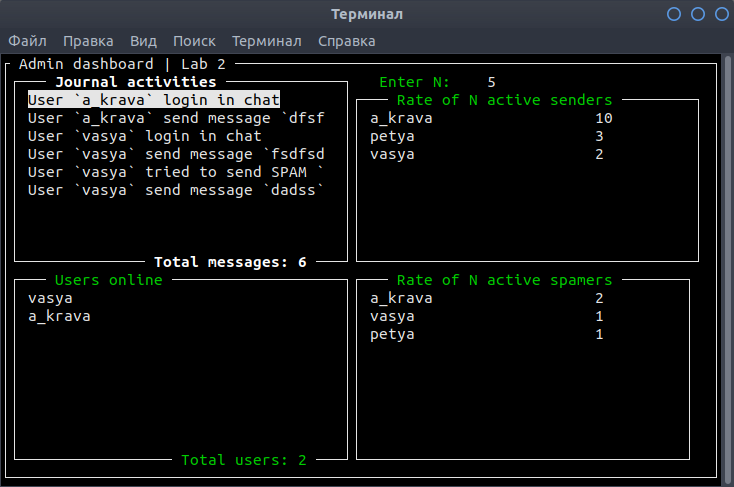 Терминал
Файл Правка Вид Поиск Терминал Справка
Admin dashboard | Lab 2
Journal activities
User `a_krava` login in chat
User `a_krava` send message `dfsf
User `vasya` login in chat
User `vasya` send message `fsdfsd
User `vasya` tried to send SPAM `
User `vasya` send message `dadss`
Total messages: 6
Enter N: 5
Rate of N active senders
a_krava 10
petya 3
vasya 2
Users online
vasya
a_krava
Total users: 2
Rate of N active spamers
a_krava 2
vasya 1
petya 1